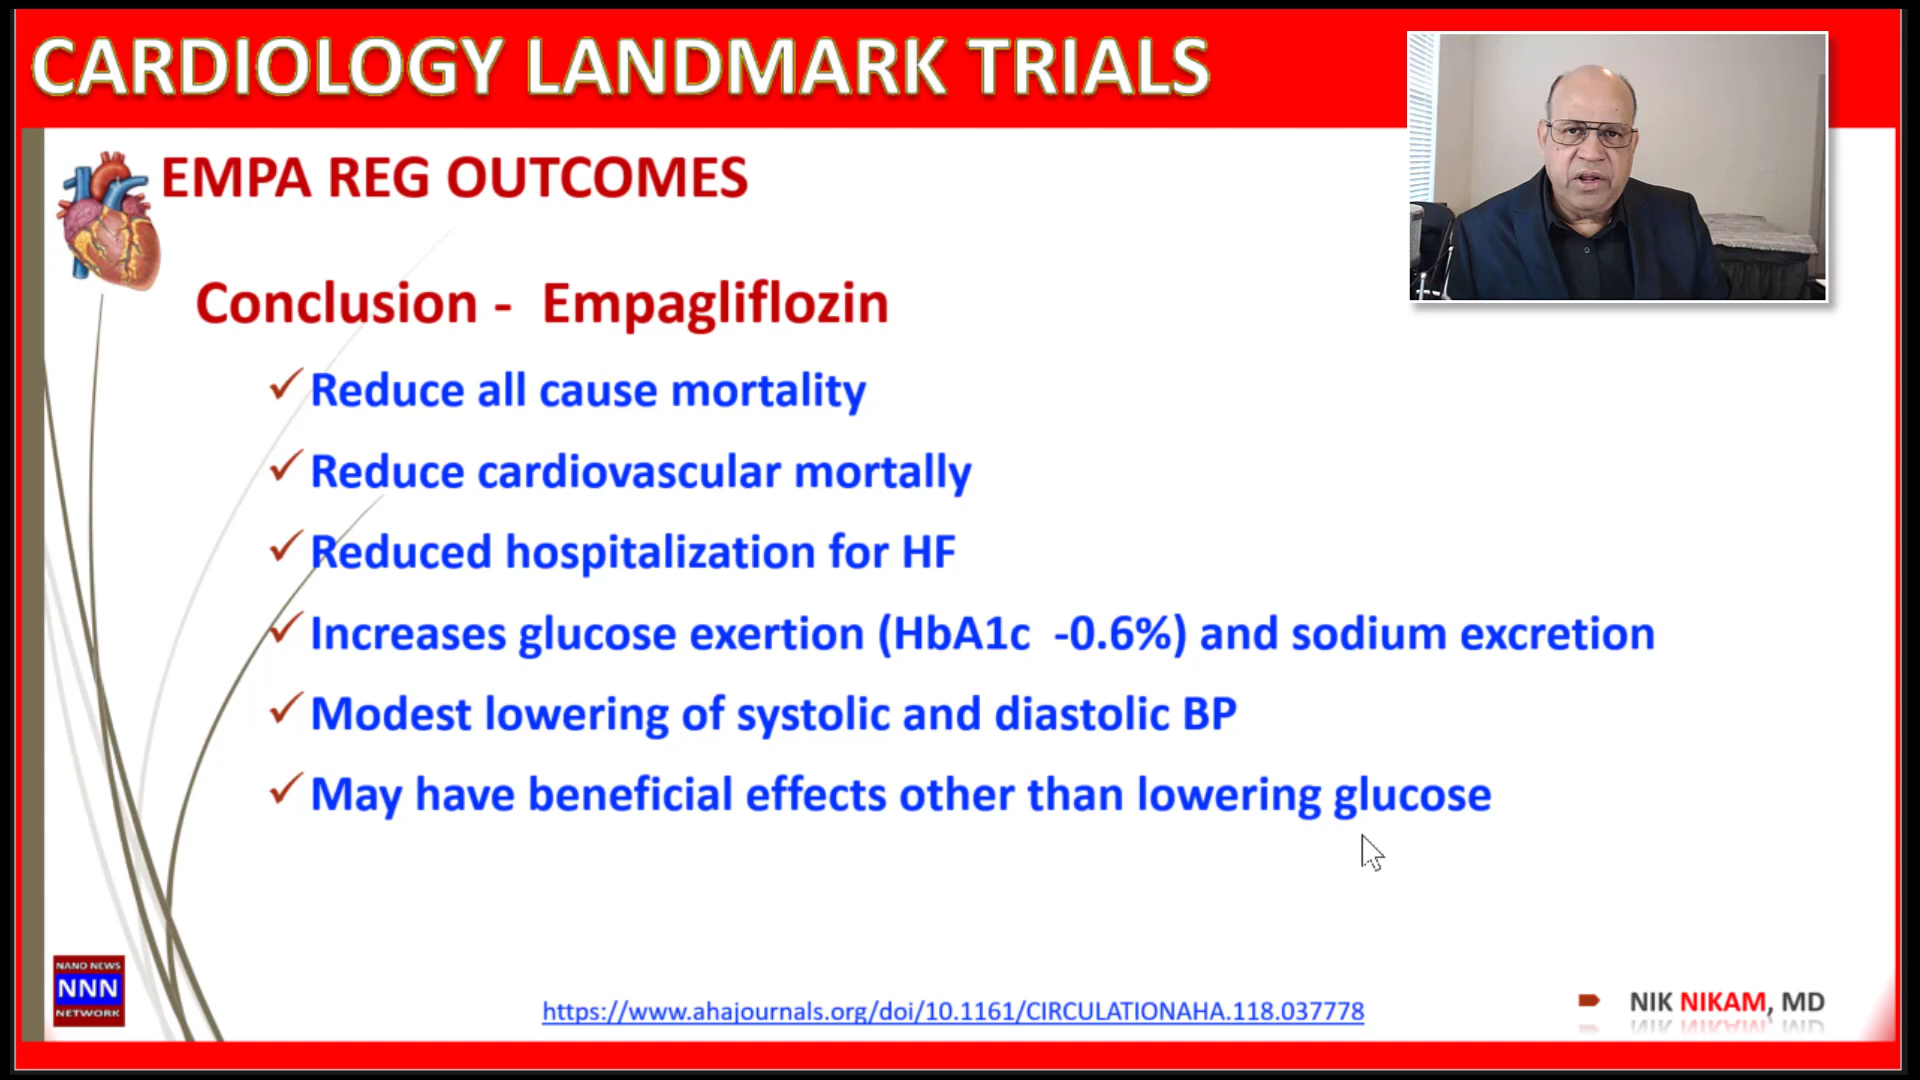 CARDIOLOGY LANDMARK TRIALS
EMPA REG OUTCOMES
Conclusion - Empagliflozin
Reduce all cause mortality
Reduce cardiovascular mortally
Reduced hospitalization for HF
Increases glucose exertion (HbA1c -0.6%) and sodium excretion
Modest lowering of systolic and diastolic BP
May have beneficial effects other than lowering glucose
NANO NEWS
NNN
NETWORK
https://www.ahajournals.org/doi/10.1161/CIRCULATIONAHA.118.037778
NIK NIKAM, MD